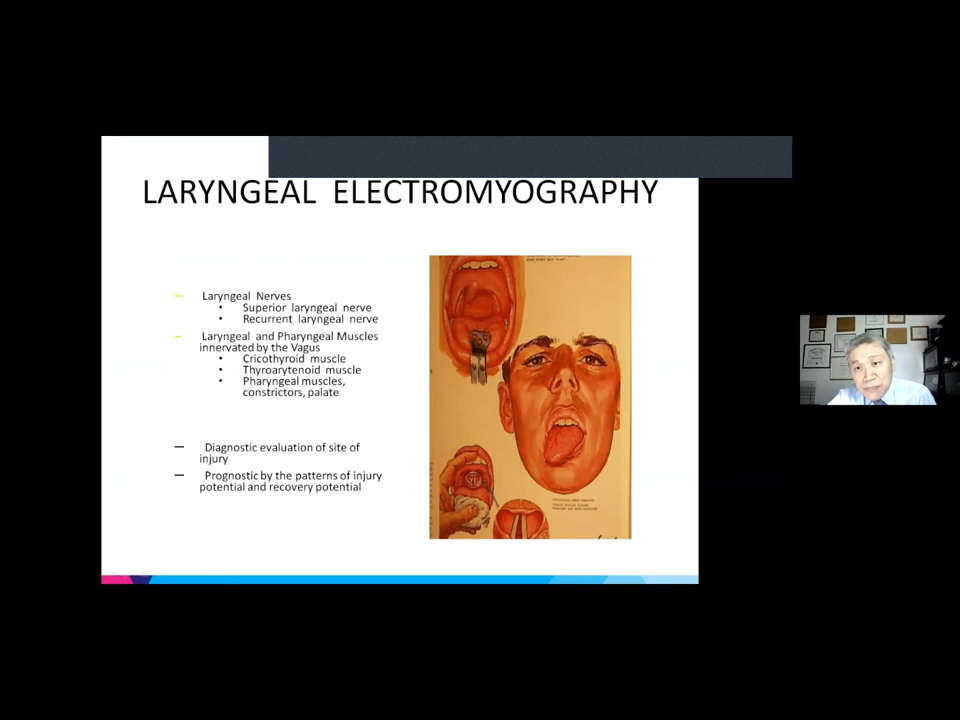 LARYNGEAL ELECTROMYOGRAPHY
– Laryngeal Nerves
• Superior laryngeal nerve
• Recurrent laryngeal nerve
– Laryngeal and Pharyngeal Muscles
innervated by the Vagus
• Cricothyroid muscle
• Thyroarytenoid muscle
• Pharyngeal muscles,
constrictors, palate
– Diagnostic evaluation of site of
injury
– Prognostic by the patterns of injury
potential and recovery potential